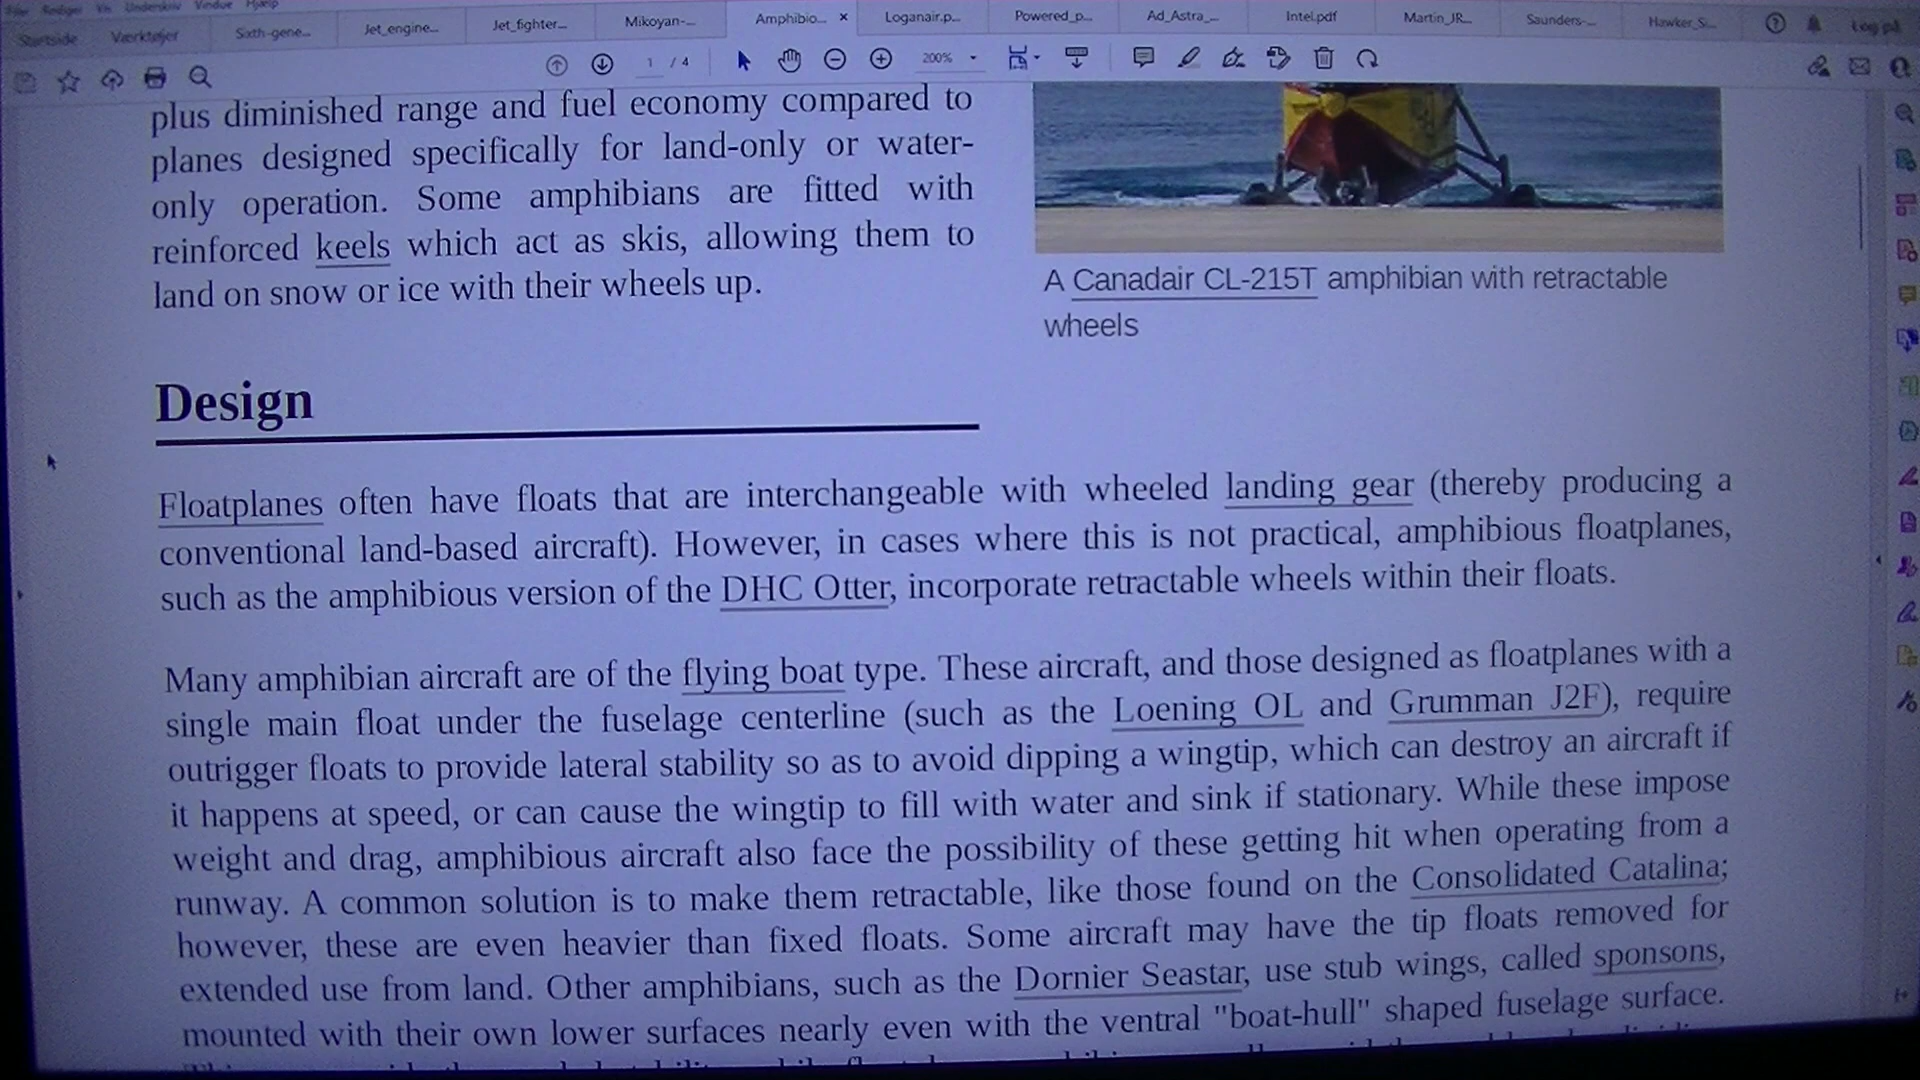 Filer Rediger Vis Underskriv Vindue Hjælp
Startside Værktøjer Sixth-gene... Jet_engine... Jet_fighter... Mikoyan-... Amphibio... × Loganair.p... Powered_p... Ad_Astra_... Intel.pdf Martin_JR... Saunders-... Hawker_Si... Log på
1 / 4 200%
plus diminished range and fuel economy compared to
planes designed specifically for land-only or water-
only operation. Some amphibians are fitted with
reinforced keels which act as skis, allowing them to
land on snow or ice with their wheels up.
A Canadair CL-215T amphibian with retractable
wheels
Design
Floatplanes often have floats that are interchangeable with wheeled landing gear (thereby producing a
conventional land-based aircraft). However, in cases where this is not practical, amphibious floatplanes,
such as the amphibious version of the DHC Otter, incorporate retractable wheels within their floats.
Many amphibian aircraft are of the flying boat type. These aircraft, and those designed as floatplanes with a
single main float under the fuselage centerline (such as the Loening OL and Grumman J2F), require
outrigger floats to provide lateral stability so as to avoid dipping a wingtip, which can destroy an aircraft if
it happens at speed, or can cause the wingtip to fill with water and sink if stationary. While these impose
weight and drag, amphibious aircraft also face the possibility of these getting hit when operating from a
runway. A common solution is to make them retractable, like those found on the Consolidated Catalina;
however, these are even heavier than fixed floats. Some aircraft may have the tip floats removed for
extended use from land. Other amphibians, such as the Dornier Seastar, use stub wings, called sponsons,
mounted with their own lower surfaces nearly even with the ventral "boat-hull" shaped fuselage surface.